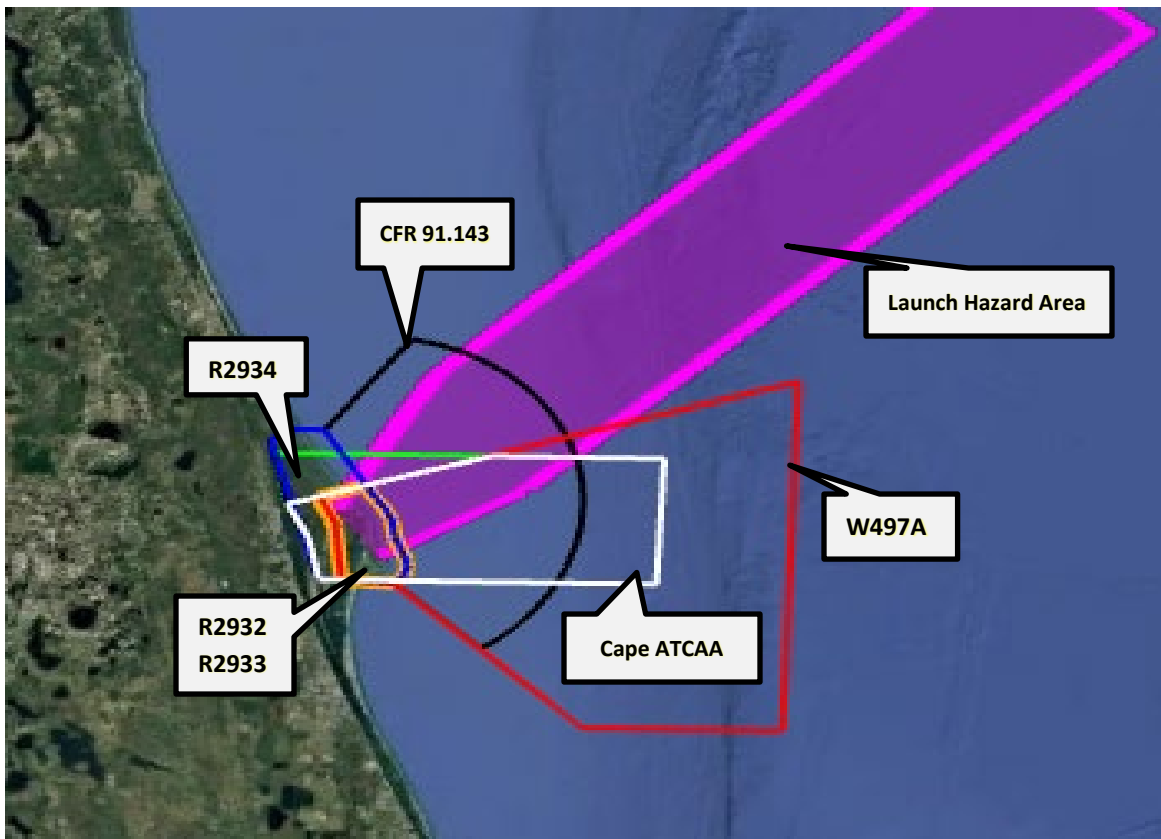 CFR 91.143
Launch Hazard Area
R2934
W497A
R2932
R2933
Cape ATCAA